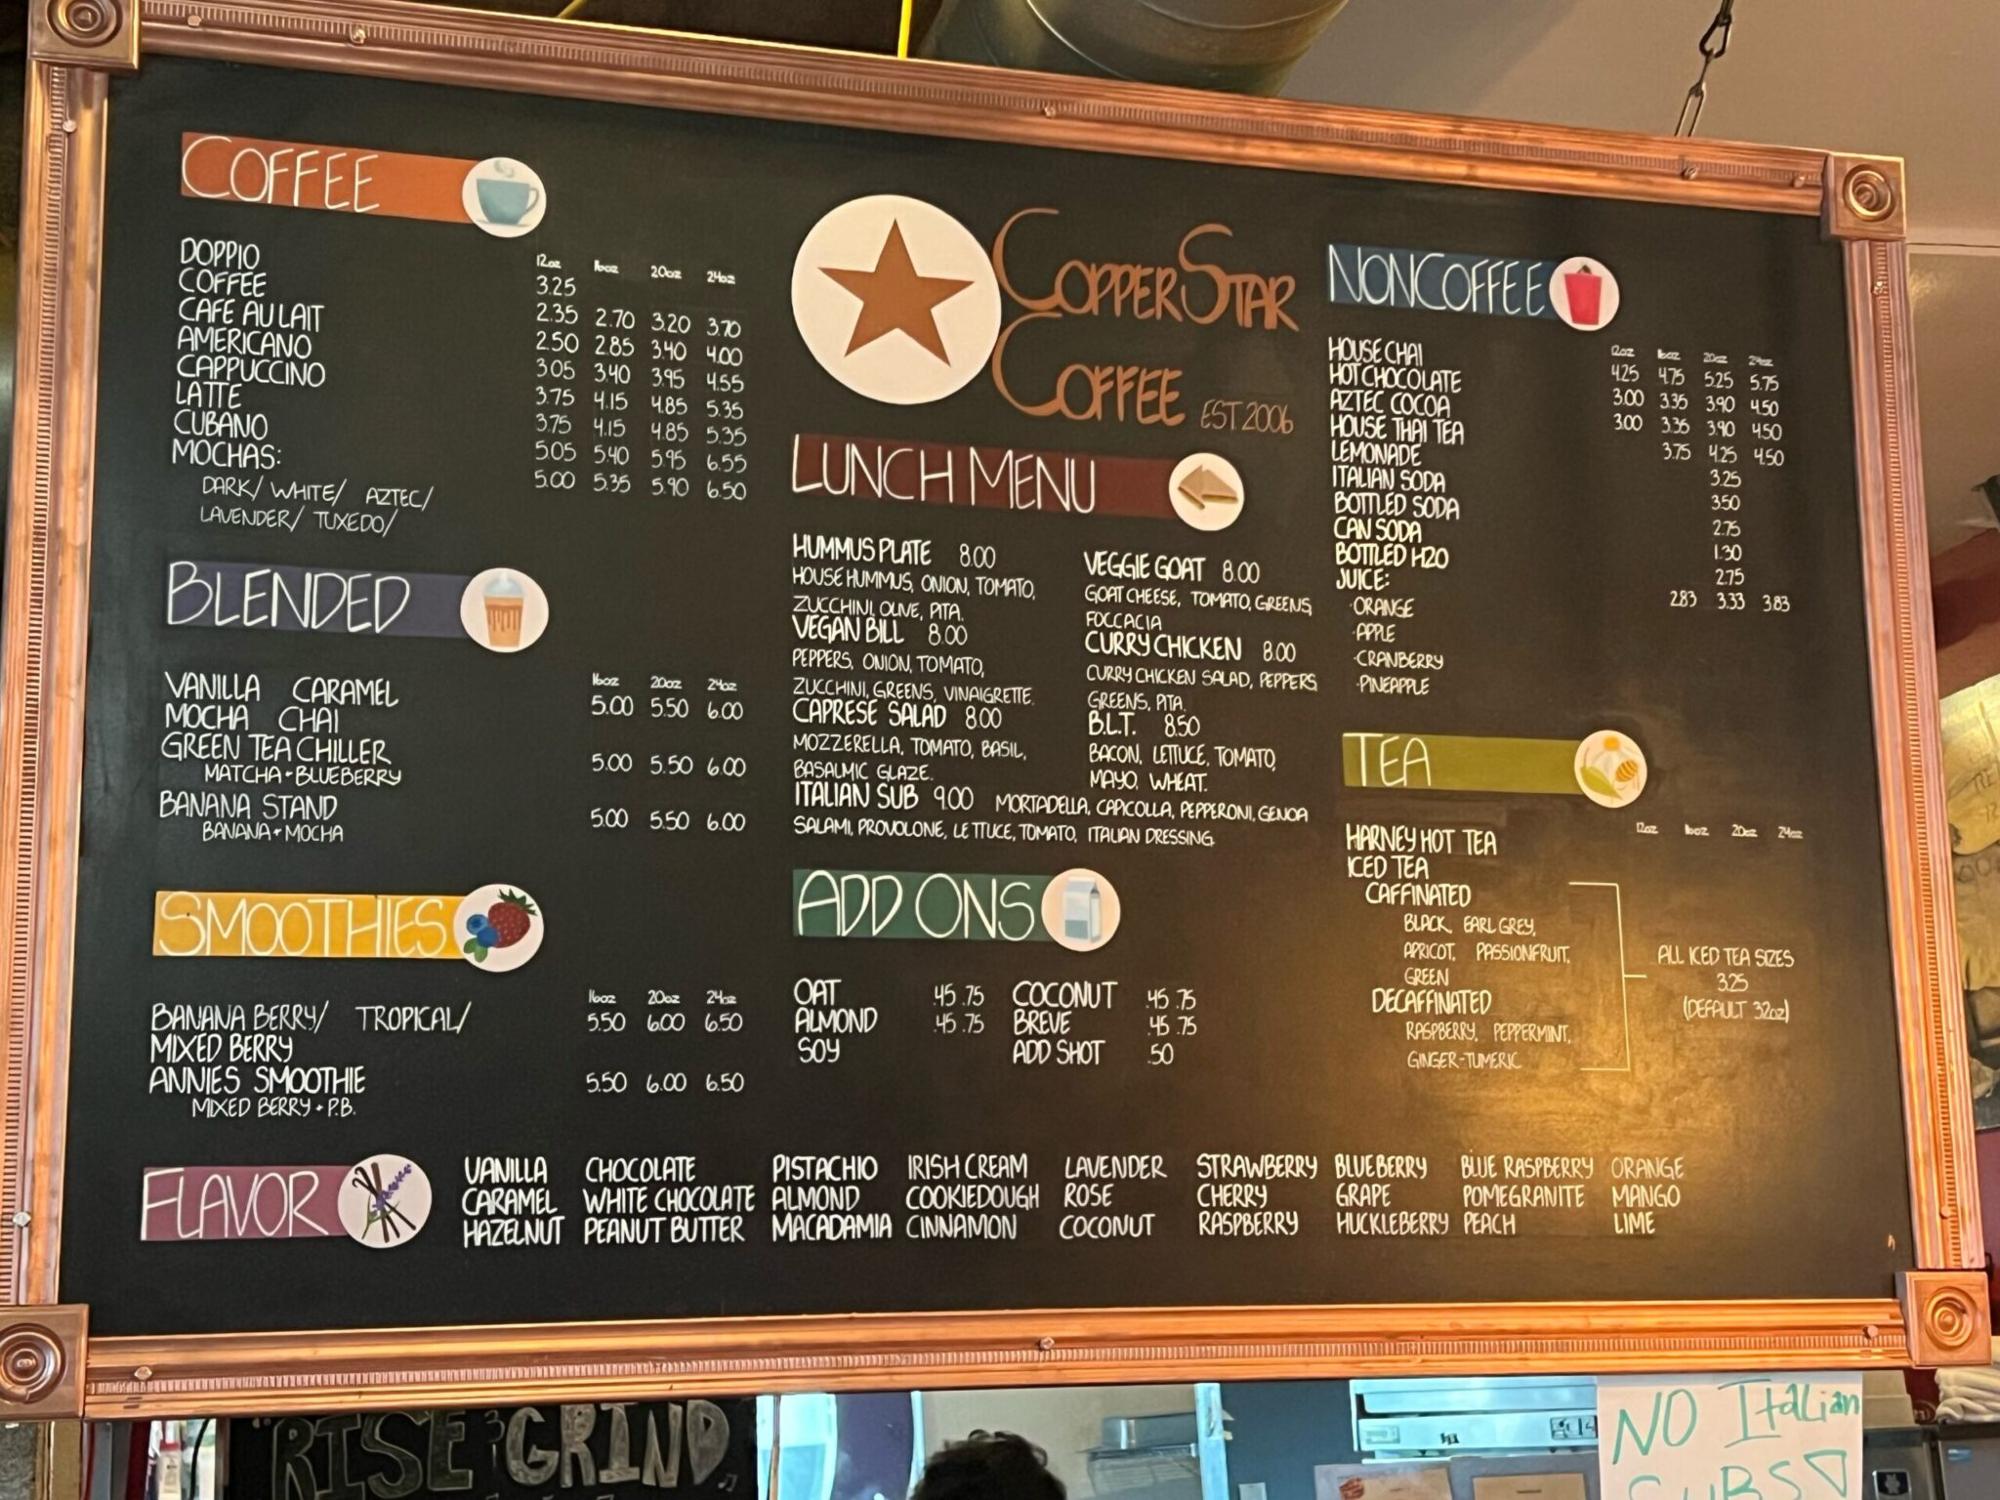 COFFEE
12oz 16oz 20oz 24oz
DOPPIO 3.25
COFFEE 2.35 2.70 3.20 3.70
CAFE AU LAIT 2.50 2.85 3.40 4.00
AMERICANO 3.05 3.40 3.95 4.55
CAPPUCCINO 3.75 4.15 4.85 5.35
LATTE 3.75 4.15 4.85 5.35
CUBANO 5.05 5.40 5.95 6.55
MOCHAS: 5.00 5.35 5.90 6.50
DARK/ WHITE/ AZTEC/
LAVENDER/ TUXEDO/
BLENDED
16oz 20oz 24oz
VANILLA CARAMEL 5.00 5.50 6.00
MOCHA CHAI
GREEN TEA CHILLER 5.00 5.50 6.00
MATCHA + BLUEBERRY
BANANA STAND 5.00 5.50 6.00
BANANA + MOCHA
SMOOTHIES
16oz 20oz 24oz
BANANA BERRY/ TROPICAL/ 5.50 6.00 6.50
MIXED BERRY
ANNIES SMOOTHIE 5.50 6.00 6.50
MIXED BERRY + P.B.
COPPER STAR
COFFEE EST 2006
LUNCH MENU
HUMMUS PLATE 8.00
HOUSE HUMMUS, ONION, TOMATO,
ZUCCHINI, OLIVE, PITA.
VEGAN BILL 8.00
PEPPERS, ONION, TOMATO,
ZUCCHINI, GREENS, VINAIGRETTE.
CAPRESE SALAD 8.00
MOZZERELLA, TOMATO, BASIL,
BASALMIC GLAZE.
VEGGIE GOAT 8.00
GOAT CHEESE, TOMATO, GREENS,
FOCCACIA
CURRY CHICKEN 8.00
CURRY CHICKEN SALAD, PEPPERS,
GREENS, PITA.
B.L.T. 8.50
BACON, LETTUCE, TOMATO,
MAYO, WHEAT.
ITALIAN SUB 9.00 MORTADELLA, CAPICOLLA, PEPPERONI, GENOA
SALAMI, PROVOLONE, LETTUCE, TOMATO, ITALIAN DRESSING.
ADD ONS
OAT .45 .75
ALMOND .45 .75
SOY
COCONUT .45 .75
BREVE .45 .75
ADD SHOT .50
NONCOFFEE
12oz 16oz 20oz 24oz
HOUSE CHAI 4.25 4.75 5.25 5.75
HOT CHOCOLATE 3.00 3.35 3.90 4.50
AZTEC COCOA 3.00 3.35 3.90 4.50
HOUSE THAI TEA 3.75 4.25 4.50
LEMONADE 3.25
ITALIAN SODA 3.50
BOTTLED SODA 2.75
CAN SODA 1.30
BOTTLED H2O 2.75
JUICE: 2.83 3.33 3.83
·ORANGE
·APPLE
·CRANBERRY
·PINEAPPLE
TEA
12oz 16oz 20oz 24oz
HARNEY HOT TEA
ICED TEA
CAFFINATED
BLACK, EARL GREY,
APRICOT, PASSIONFRUIT,
GREEN
DECAFFINATED
RASPBERRY, PEPPERMINT,
GINGER-TUMERIC
ALL ICED TEA SIZES
3.25
(DEFAULT 32oz)
FLAVOR
VANILLA CHOCOLATE PISTACHIO IRISH CREAM LAVENDER STRAWBERRY BLUEBERRY BLUE RASPBERRY ORANGE
CARAMEL WHITE CHOCOLATE ALMOND COOKIEDOUGH ROSE CHERRY GRAPE POMEGRANITE MANGO
HAZELNUT PEANUT BUTTER MACADAMIA CINNAMON COCONUT RASPBERRY HUCKLEBERRY PEACH LIME
"RISE & GRIND
NO Italian
SUBS